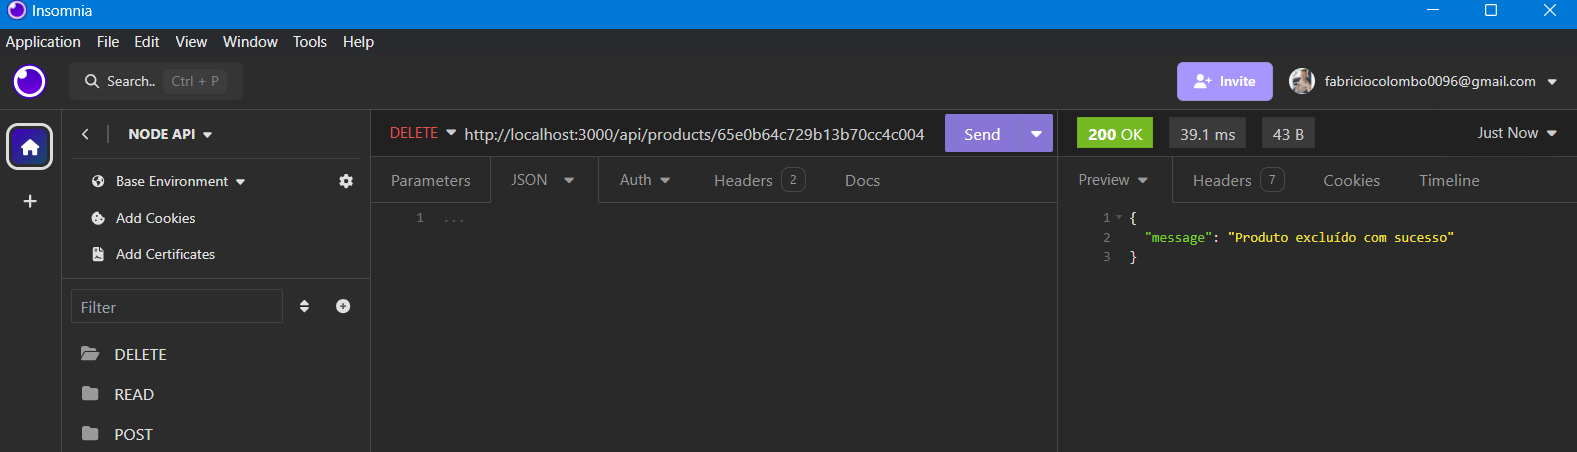 Insomnia
Application File Edit View Window Tools Help
Search.. Ctrl + P
Invite
fabriciocolombo0096@gmail.com
NODE API
DELETE http://localhost:3000/api/products/65e0b64c729b13b70cc4c004 Send
200 OK 39.1 ms 43 B Just Now
Base Environment
Parameters JSON Auth Headers 2 Docs
Preview Headers 7 Cookies Timeline
Add Cookies
Add Certificates
1 ...
1 {
2 "message": "Produto excluído com sucesso"
3 }
Filter
DELETE
READ
POST